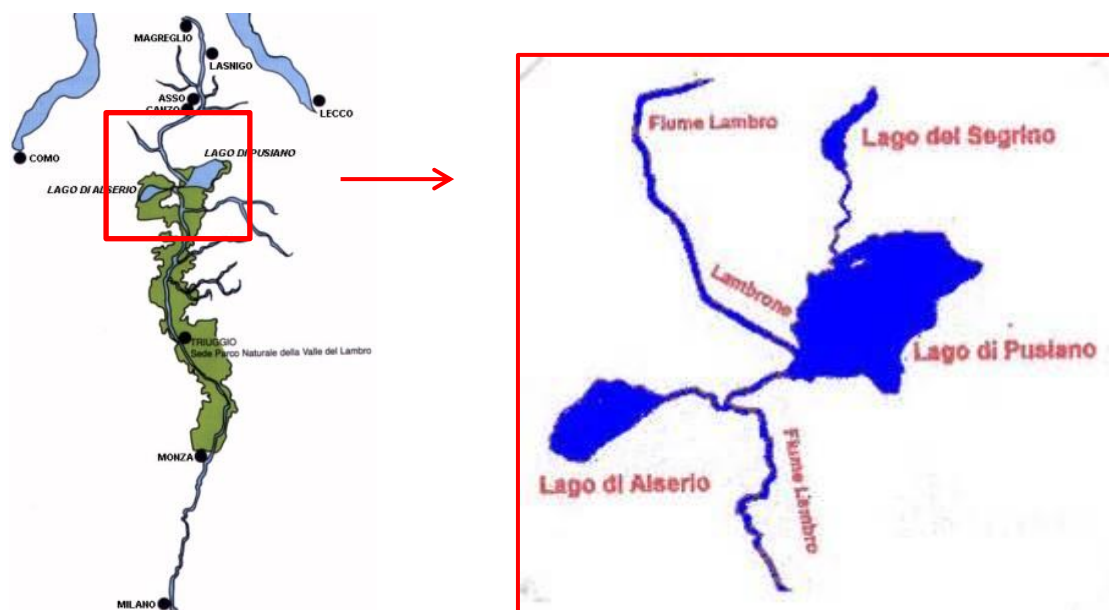 MAGREGLIO
LASNIGO
ASSO
CANZO
LECCO
COMO
LAGO DI PUSIANO
LAGO DI ALSERIO
TRIUGGIO
Sede Parco Naturale della Valle del Lambro
MONZA
MILANO
Fiume Lambro
Lago del Segrino
Lambrone
Lago di Pusiano
Lago di Alserio
Fiume Lambro